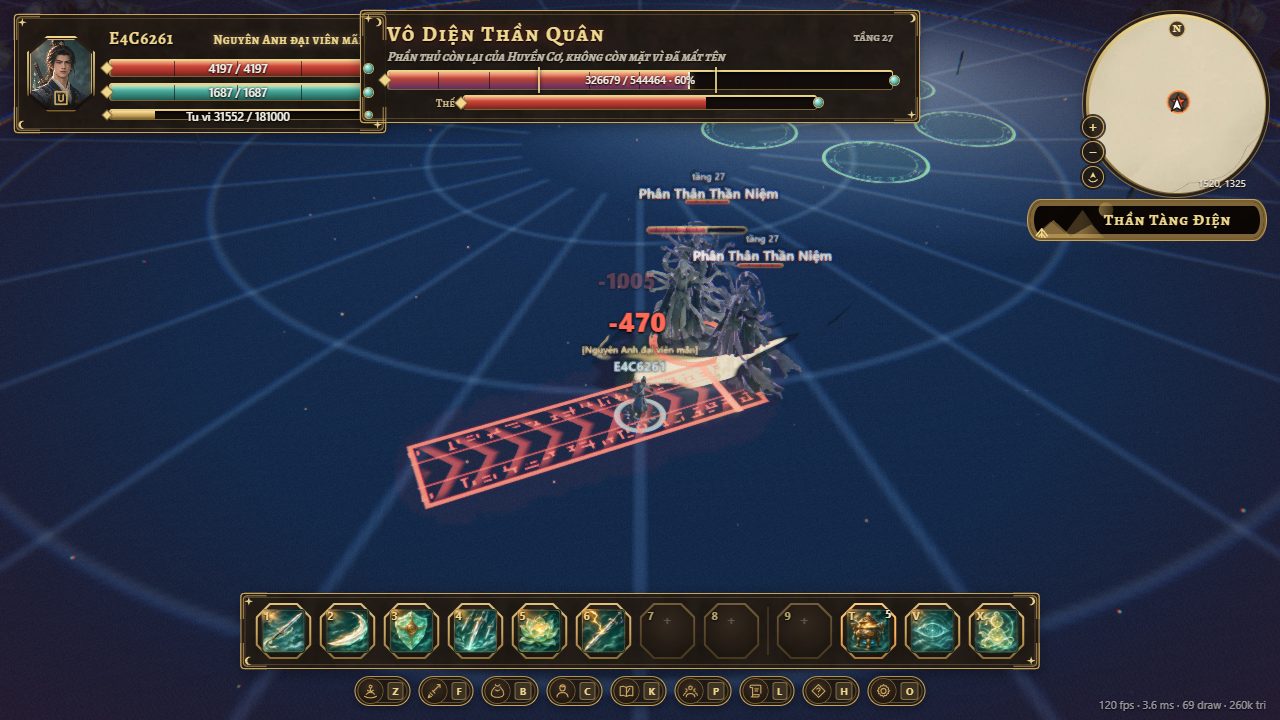 E4C6261
Nguyên Anh đại viên mã
4197 / 4197
1687 / 1687
Tu vi 31552 / 181000
U
Vô Diện Thần Quân
tầng 27
Phần thủ còn lại của Huyền Cơ, không còn mặt vì đã mất tên
326679 / 544464 · 60%
Thế
N
+
−
1520, 1325
Thần Tàng Điện
tầng 27
Phân Thân Thần Niệm
tầng 27
Phân Thân Thần Niệm
-1005
-470
[Nguyên Anh đại viên mãn]
E4C6261
1 2 3 4 5 6 7 8 9 T 5 V X
Z F B C K P L H O
120 fps · 3.6 ms · 69 draw · 260k tri